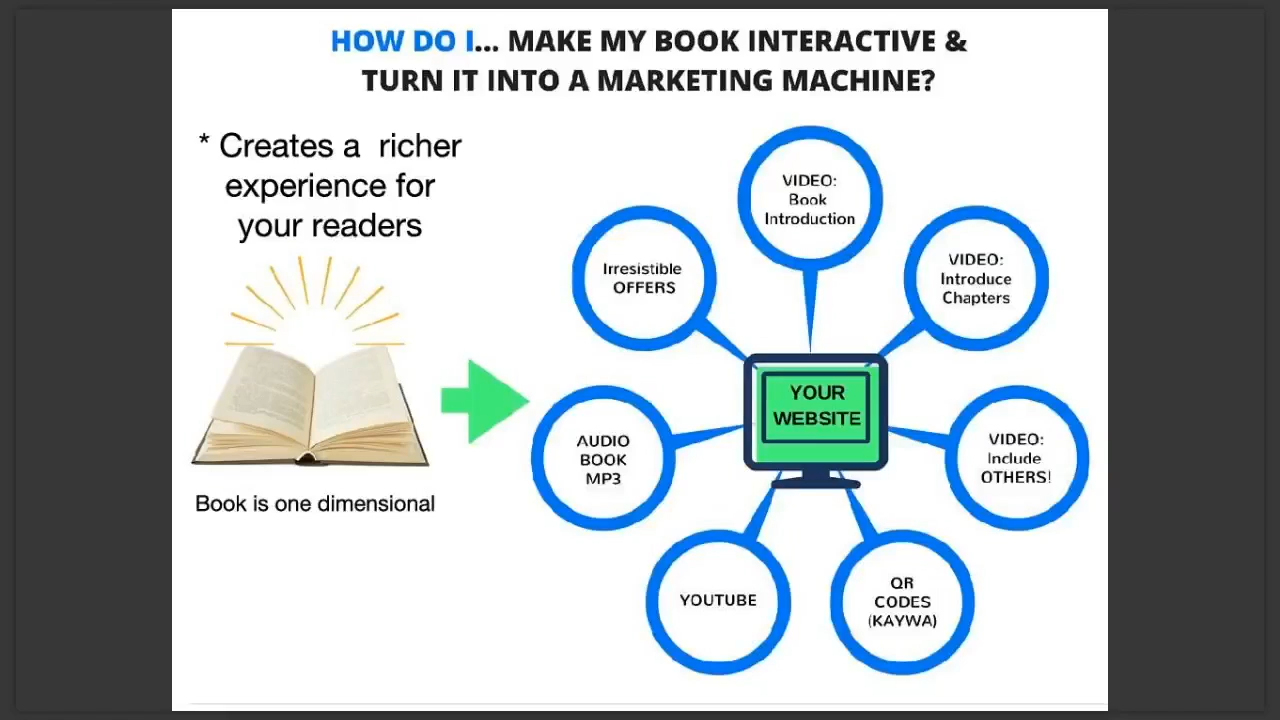 HOW DO I... MAKE MY BOOK INTERACTIVE &
TURN IT INTO A MARKETING MACHINE?
* Creates a richer
experience for
your readers
Book is one dimensional
VIDEO:
Book
Introduction
VIDEO:
Introduce
Chapters
VIDEO:
Include
OTHERS!
QR
CODES
(KAYWA)
YOUTUBE
AUDIO
BOOK
MP3
Irresistible
OFFERS
YOUR
WEBSITE